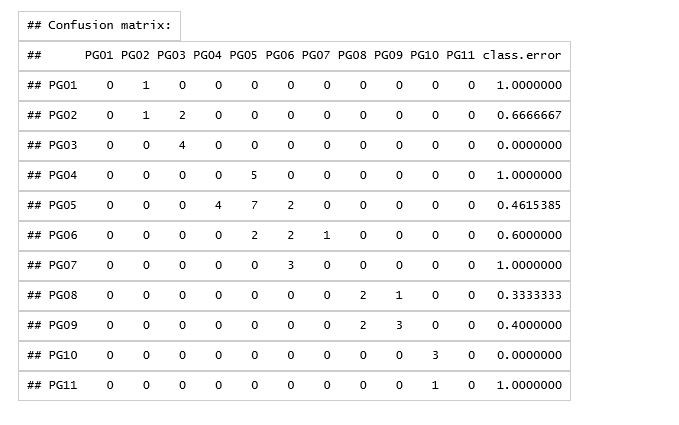 ## Confusion matrix:
##      PG01 PG02 PG03 PG04 PG05 PG06 PG07 PG08 PG09 PG10 PG11 class.error
## PG01    0    1    0    0    0    0    0    0    0    0    0   1.0000000
## PG02    0    1    2    0    0    0    0    0    0    0    0   0.6666667
## PG03    0    0    4    0    0    0    0    0    0    0    0   0.0000000
## PG04    0    0    0    0    5    0    0    0    0    0    0   1.0000000
## PG05    0    0    0    4    7    2    0    0    0    0    0   0.4615385
## PG06    0    0    0    0    2    2    1    0    0    0    0   0.6000000
## PG07    0    0    0    0    0    3    0    0    0    0    0   1.0000000
## PG08    0    0    0    0    0    0    0    2    1    0    0   0.3333333
## PG09    0    0    0    0    0    0    0    2    3    0    0   0.4000000
## PG10    0    0    0    0    0    0    0    0    0    3    0   0.0000000
## PG11    0    0    0    0    0    0    0    0    0    1    0   1.0000000